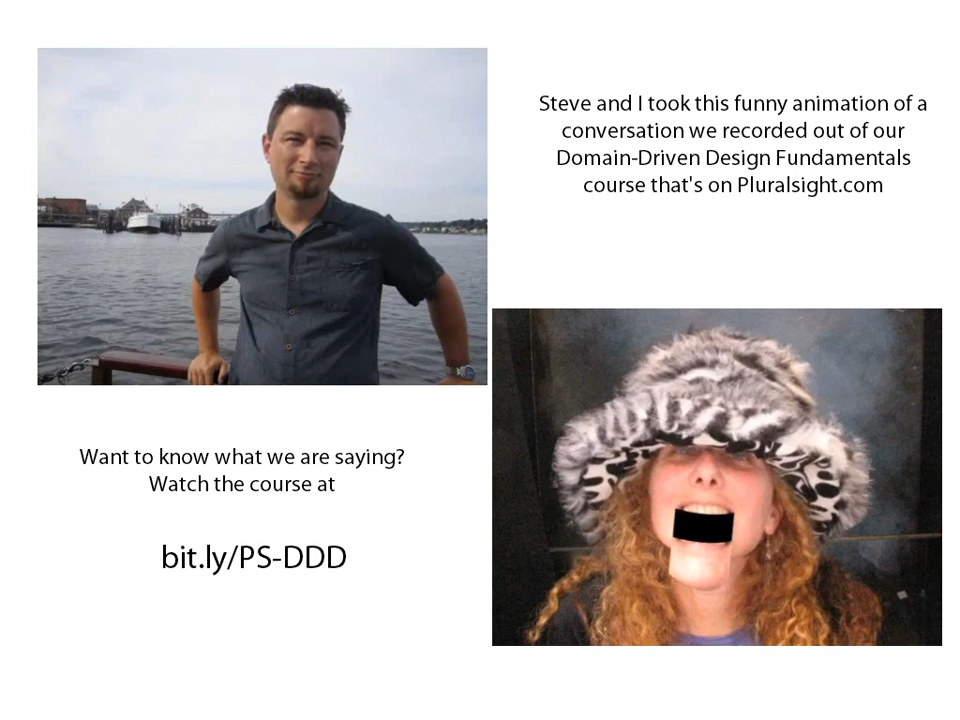 Steve and I took this funny animation of a
conversation we recorded out of our
Domain-Driven Design Fundamentals
course that's on Pluralsight.com
Want to know what we are saying?
Watch the course at
bit.ly/PS-DDD